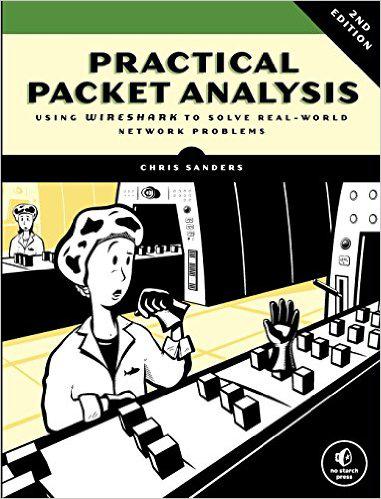 2ND EDITION
PRACTICAL
PACKET ANALYSIS
USING WIRESHARK TO SOLVE REAL-WORLD
NETWORK PROBLEMS
CHRIS SANDERS
no starch
press